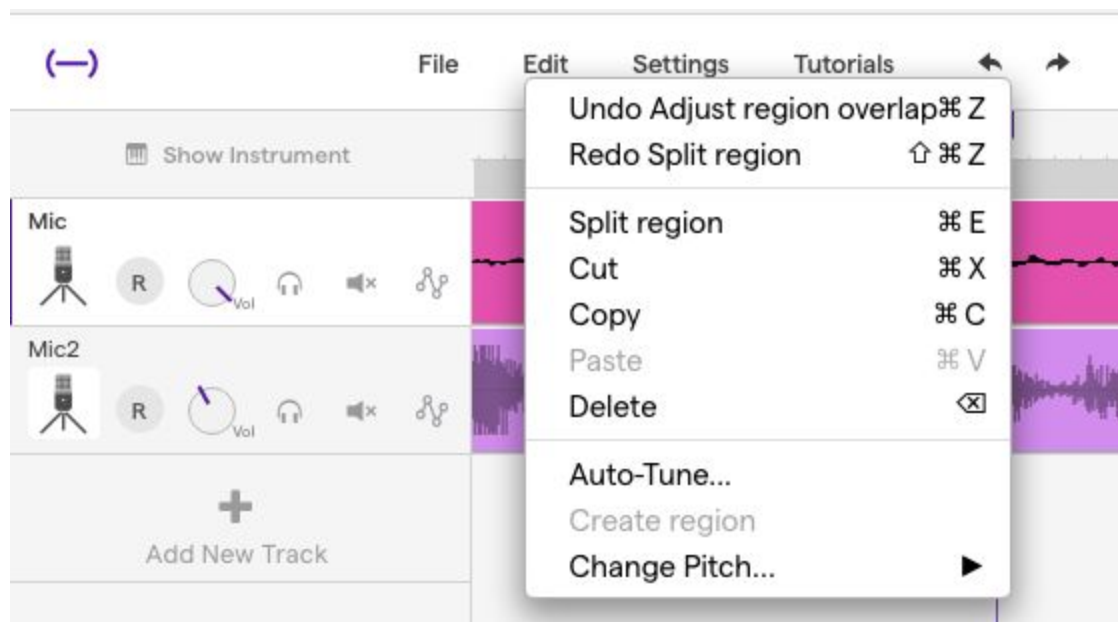 File Edit Settings Tutorials
Undo Adjust region overlap⌘ Z
Redo Split region ⇧ ⌘ Z
Show Instrument
Split region ⌘ E
Mic
Cut ⌘ X
R
Vol
Copy ⌘ C
Mic2
Paste ⌘ V
Delete
R
Vol
Auto-Tune...
Create region
Add New Track
Change Pitch...